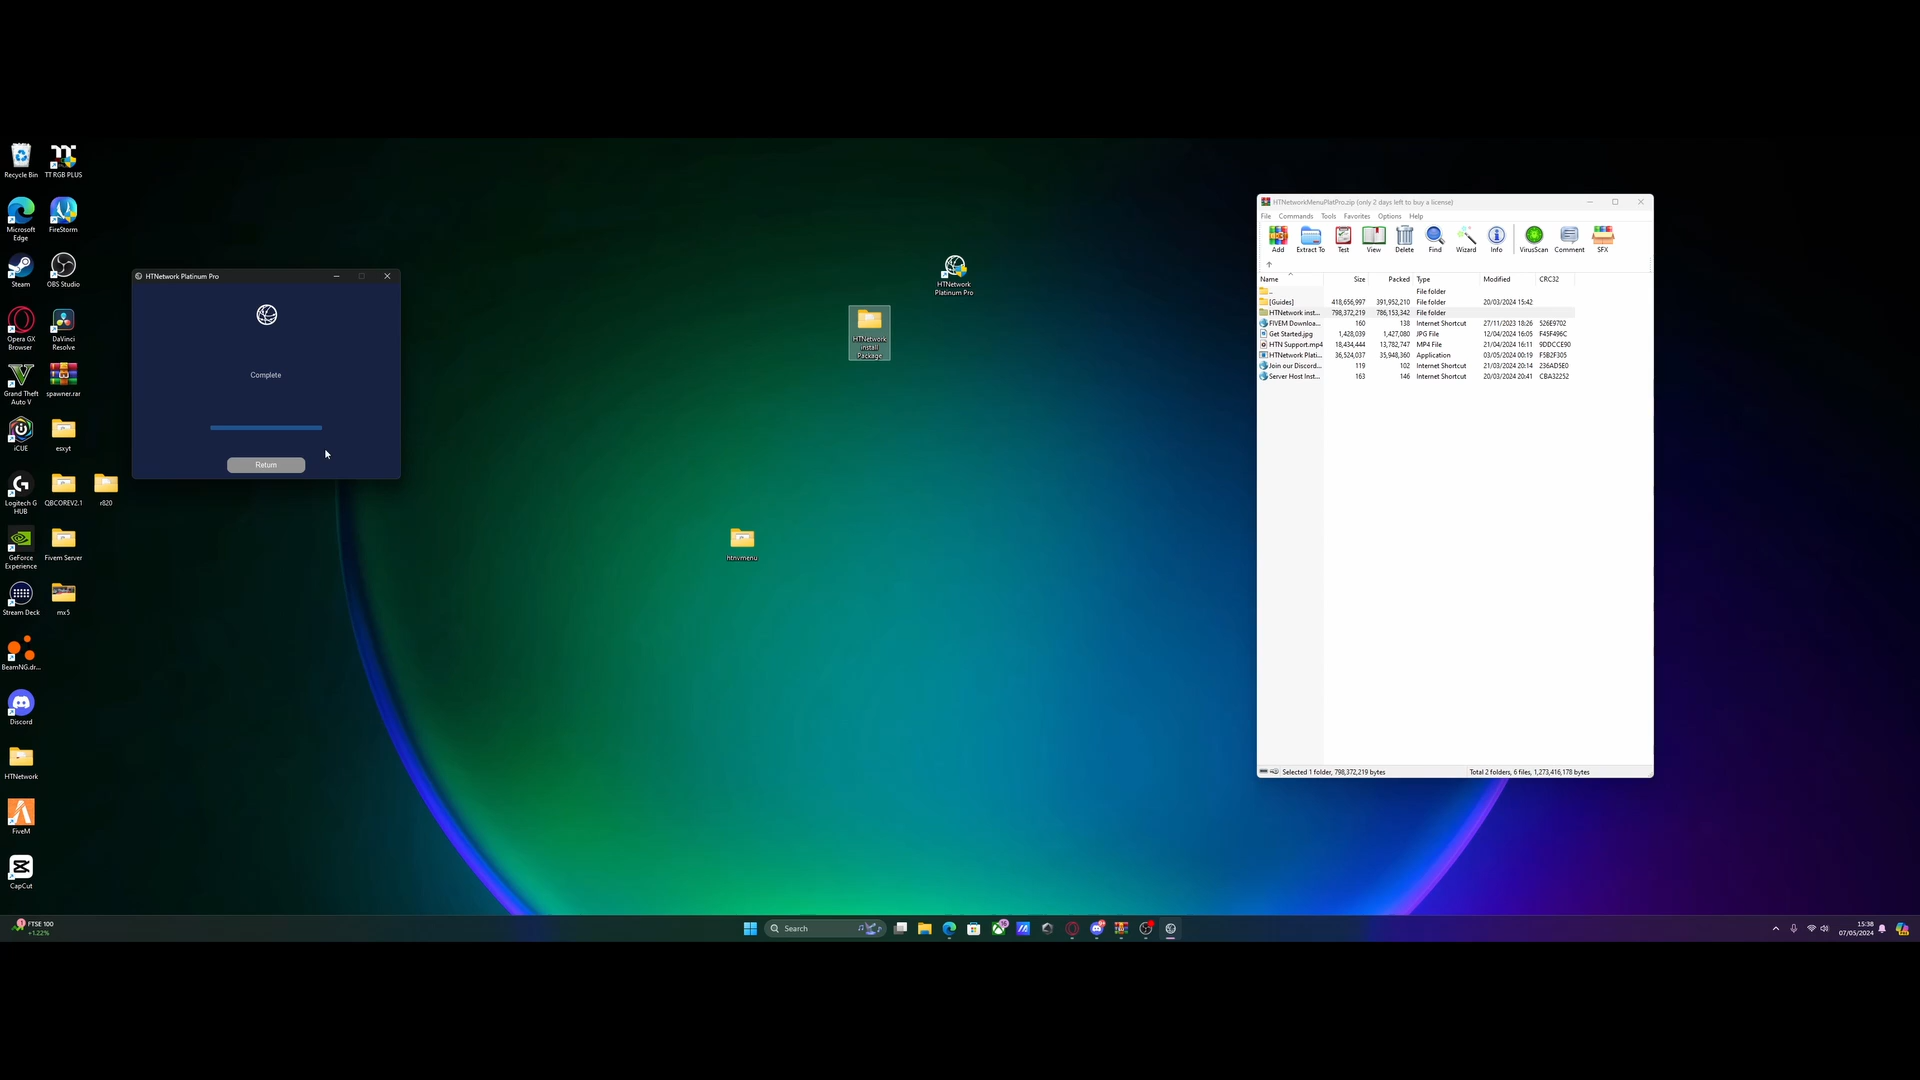 Recycle Bin
TT RGB PLUS
Microsoft
Edge
FireStorm
Steam
OBS Studio
Opera GX
Browser
DaVinci
Resolve
Grand Theft
Auto V
spawner.rar
iCUE
esxyt
Logitech G
HUB
QBCOREV2.1
r820
GeForce
Experience
Fivem Server
Stream Deck
mx5
BeamNG.dr...
Discord
HTNetwork
FiveM
CapCut
HTNetwork Platinum Pro
Complete
Return
HTNetwork
Platinum Pro
HTNetwork
install
Package
htnvmenu
HTNetworkMenuPlatPro.zip (only 2 days left to buy a license)
File Commands Tools Favorites Options Help
Add Extract To Test View Delete Find Wizard Info VirusScan Comment SFX
Name Size Packed Type Modified CRC32
.. File folder
[Guides] 418,656,997 391,952,210 File folder 20/03/2024 15:42
HTNetwork inst... 798,372,219 786,153,342 File folder
FIVEM Downloa... 160 138 Internet Shortcut 27/11/2023 18:26 526E9702
Get Started.jpg 1,428,039 1,427,080 JPG File 12/04/2024 16:05 F45F496C
HTN Support.mp4 18,434,444 13,782,747 MP4 File 21/04/2024 16:11 9DDCCE90
HTNetwork Plati... 36,524,037 35,948,360 Application 03/05/2024 00:19 F5B2F305
Join our Discord... 119 102 Internet Shortcut 21/03/2024 20:14 236AD5E0
Server Host Inst... 163 146 Internet Shortcut 20/03/2024 20:41 CBA32252
Selected 1 folder, 798,372,219 bytes
Total 2 folders, 6 files, 1,273,416,178 bytes
FTSE 100
+1.22%
Search
15:38
07/05/2024